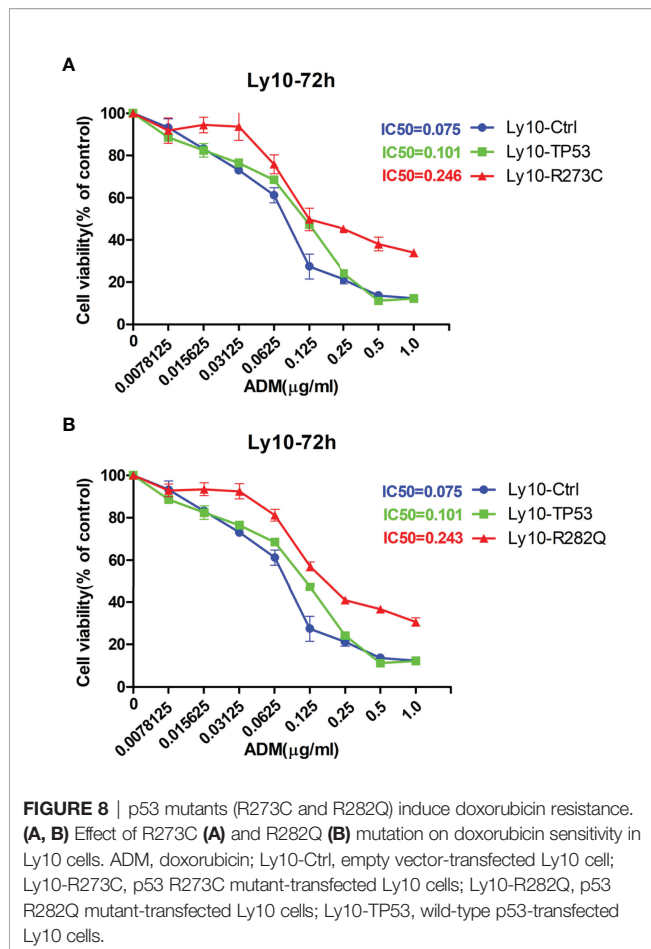 A
Ly10-72h
Cell viability(% of control)
100
80
60
40
20
0
IC50=0.075 Ly10-Ctrl
IC50=0.101 Ly10-TP53
IC50=0.246 Ly10-R273C
0 0.0078125 0.015625 0.03125 0.0625 0.125 0.25 0.5 1.0
ADM(μg/ml)
B
Ly10-72h
Cell viability(% of control)
100
80
60
40
20
0
IC50=0.075 Ly10-Ctrl
IC50=0.101 Ly10-TP53
IC50=0.243 Ly10-R282Q
0 0.0078125 0.015625 0.03125 0.0625 0.125 0.25 0.5 1.0
ADM(μg/ml)
FIGURE 8 | p53 mutants (R273C and R282Q) induce doxorubicin resistance.
(A, B) Effect of R273C (A) and R282Q (B) mutation on doxorubicin sensitivity in
Ly10 cells. ADM, doxorubicin; Ly10-Ctrl, empty vector-transfected Ly10 cell;
Ly10-R273C, p53 R273C mutant-transfected Ly10 cells; Ly10-R282Q, p53
R282Q mutant-transfected Ly10 cells; Ly10-TP53, wild-type p53-transfected
Ly10 cells.